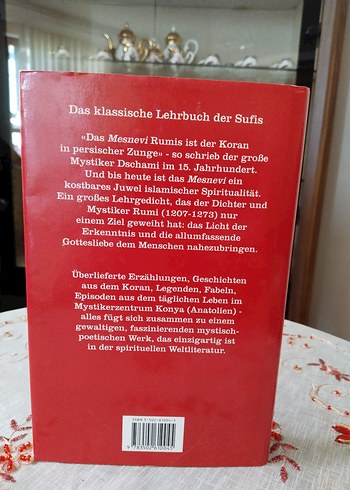 Das klassische Lehrbuch der Sufis
«Das Mesnevi Rumis ist der Koran
in persischer Zunge» - so schrieb der große
Mystiker Dschami im 15. Jahrhundert.
Und bis heute ist das Mesnevi ein
kostbares Juwel islamischer Spiritualität.
Ein großes Lehrgedicht, das der Dichter und
Mystiker Rumi (1207-1273) nur
einem Ziel geweiht hat: das Licht der
Erkenntnis und die allumfassende
Gottesliebe dem Menschen nahezubringen.
Überlieferte Erzählungen, Geschichten
aus dem Koran, Legenden, Fabeln,
Episoden aus dem täglichen Leben im
Mystikerzentrum Konya (Anatolien) -
alles fügt sich zusammen zu einem
gewaltigen, faszinierenden mystisch-
poetischen Werk, das einzigartig ist
in der spirituellen Weltliteratur.
9 783502 610045